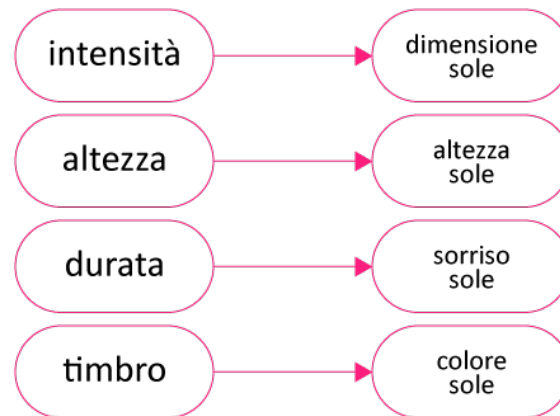 intensità
dimensione
sole
altezza
altezza
sole
durata
sorriso
sole
timbro
colore
sole